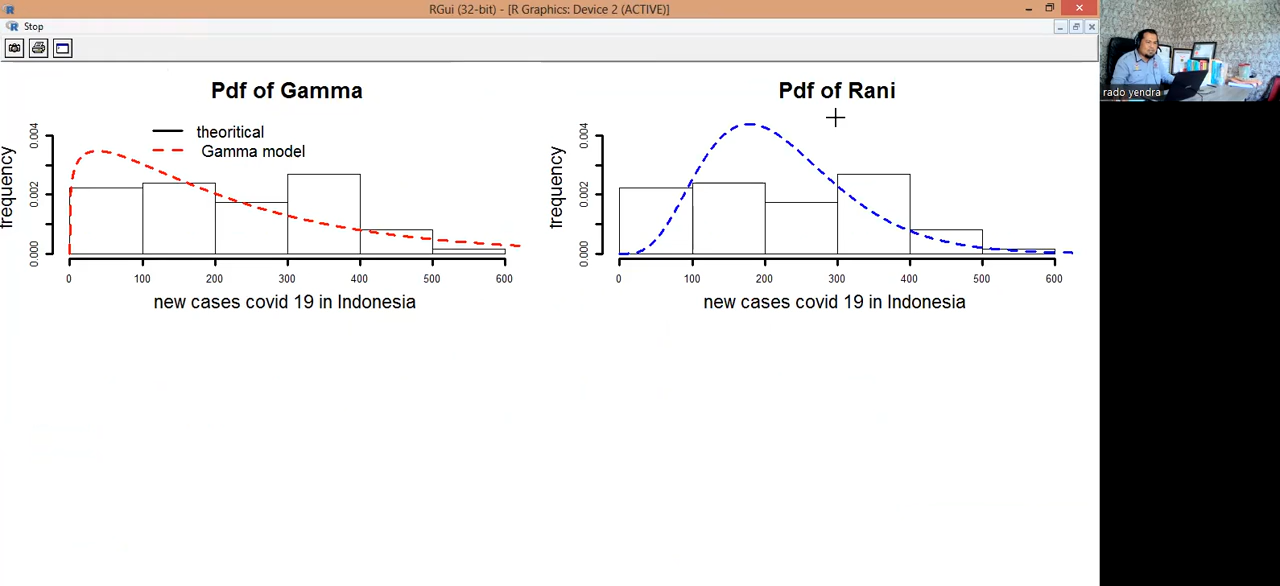 RGui (32-bit) - [R Graphics: Device 2 (ACTIVE)]
Stop
rado yendra
Pdf of Gamma
theoritical
Gamma model
frequency
0.000 0.002 0.004
0 100 200 300 400 500 600
new cases covid 19 in Indonesia
Pdf of Rani
frequency
0.000 0.002 0.004
0 100 200 300 400 500 600
new cases covid 19 in Indonesia